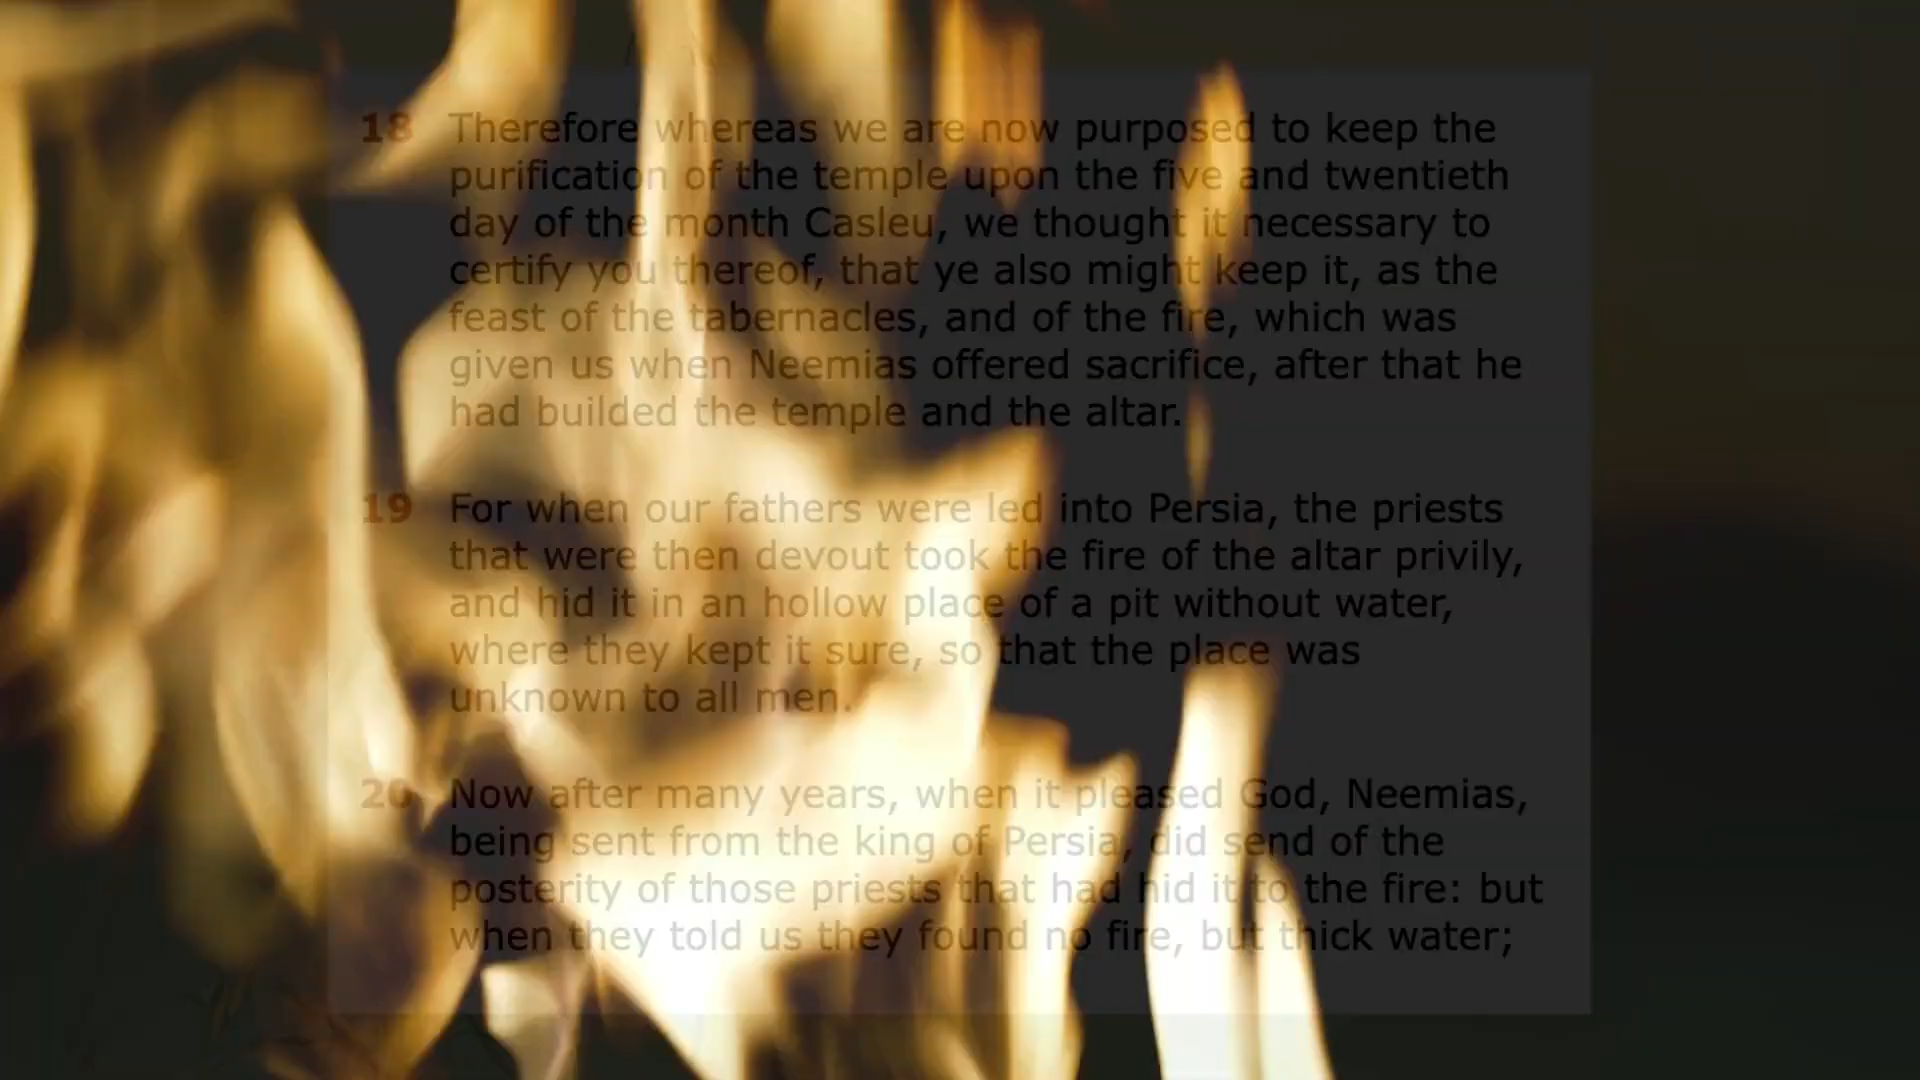 18 Therefore whereas we are now purposed to keep the
purification of the temple upon the five and twentieth
day of the month Casleu, we thought it necessary to
certify you thereof, that ye also might keep it, as the
feast of the tabernacles, and of the fire, which was
given us when Neemias offered sacrifice, after that he
had builded the temple and the altar.
19 For when our fathers were led into Persia, the priests
that were then devout took the fire of the altar privily,
and hid it in an hollow place of a pit without water,
where they kept it sure, so that the place was
unknown to all men.
20 Now after many years, when it pleased God, Neemias,
being sent from the king of Persia, did send of the
posterity of those priests that had hid it to the fire: but
when they told us they found no fire, but thick water;